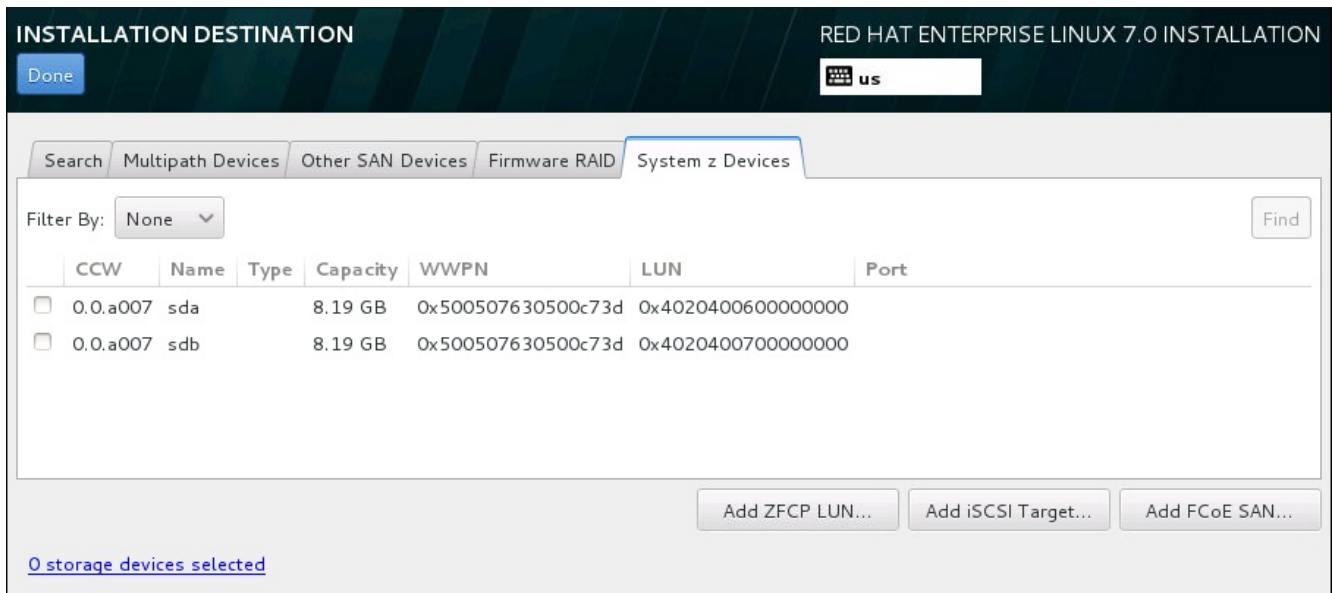 INSTALLATION DESTINATION
RED HAT ENTERPRISE LINUX 7.0 INSTALLATION
Done
us
Search Multipath Devices Other SAN Devices Firmware RAID System z Devices
Filter By: None Find
CCW Name Type Capacity WWPN LUN Port
0.0.a007 sda 8.19 GB 0x500507630500c73d 0x4020400600000000
0.0.a007 sdb 8.19 GB 0x500507630500c73d 0x4020400700000000
Add ZFCP LUN... Add iSCSI Target... Add FCoE SAN...
0 storage devices selected